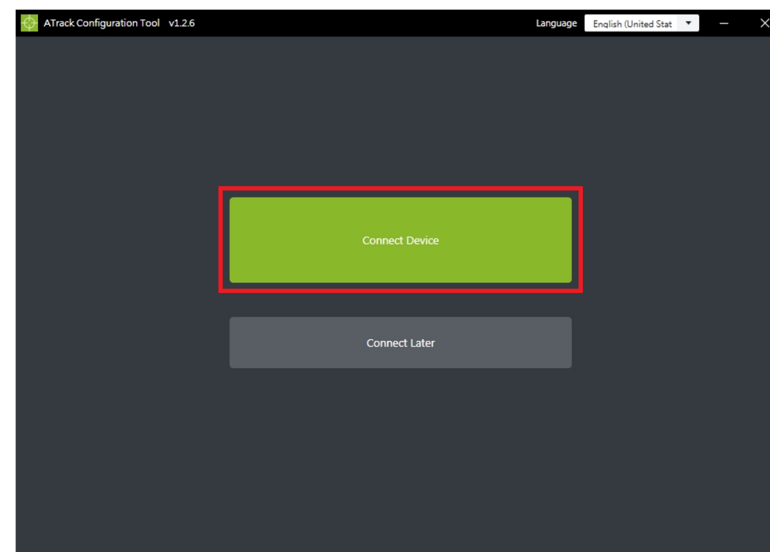 ATrack Configuration Tool v1.2.6
Language English (United Stat
Connect Device
Connect Later